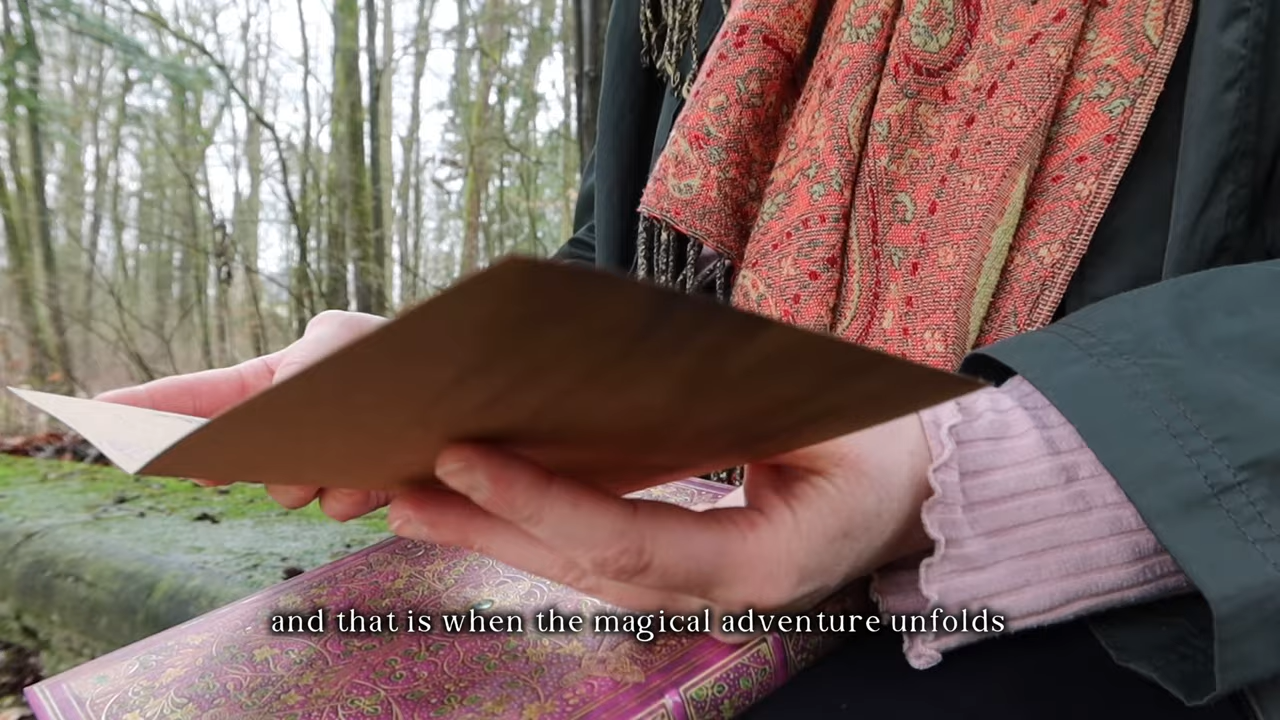 and that is when the magical adventure unfolds